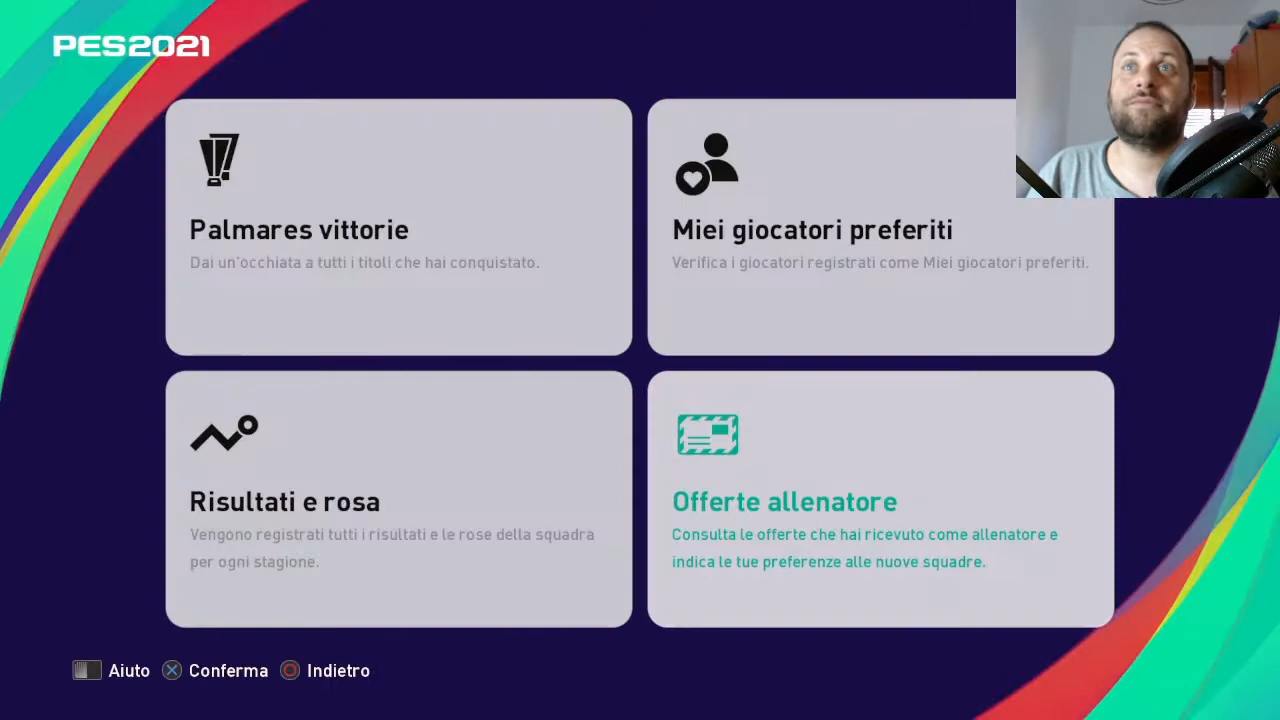 PES2021
Palmares vittorie
Dai un'occhiata a tutti i titoli che hai conquistato.
Miei giocatori preferiti
Verifica i giocatori registrati come Miei giocatori preferiti.
Risultati e rosa
Vengono registrati tutti i risultati e le rose della squadra
per ogni stagione.
Offerte allenatore
Consulta le offerte che hai ricevuto come allenatore e
indica le tue preferenze alle nuove squadre.
Aiuto Conferma Indietro